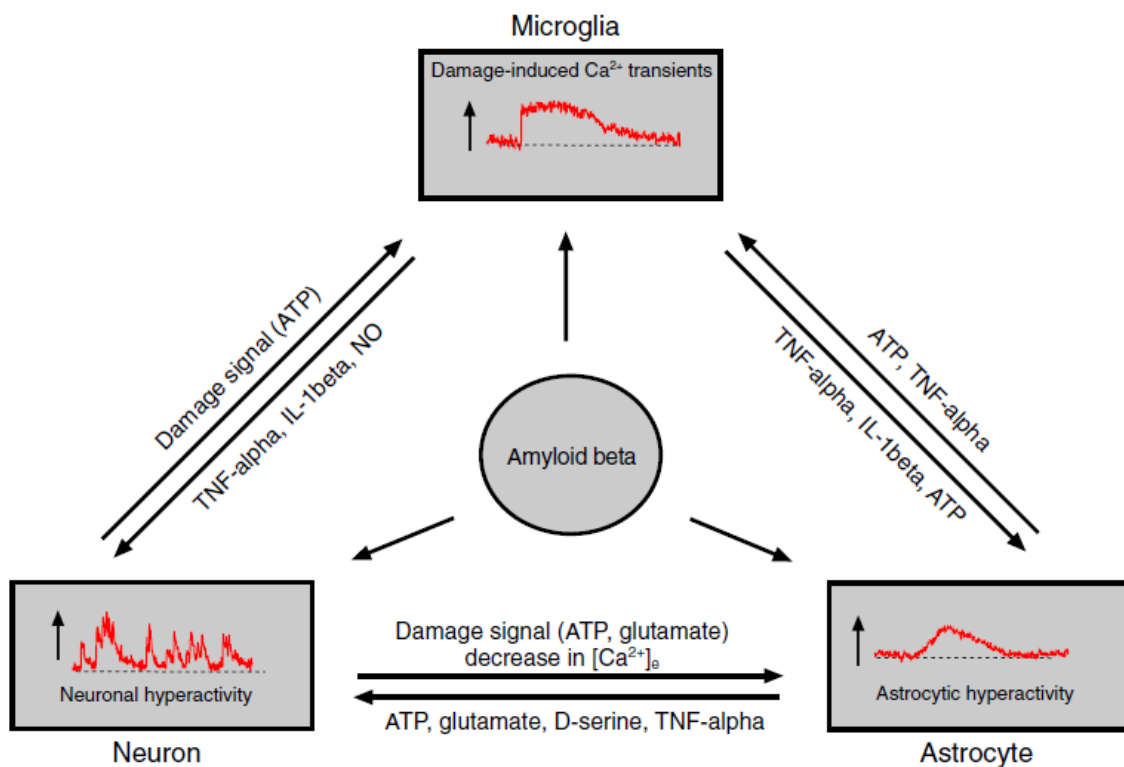 Microglia
Damage-induced Ca²⁺ transients
Damage signal (ATP)
TNF-alpha, IL-1beta, NO
ATP, TNF-alpha
TNF-alpha, IL-1beta, ATP
Amyloid beta
Neuronal hyperactivity
Neuron
Damage signal (ATP, glutamate)
decrease in [Ca²⁺]ₑ
ATP, glutamate, D-serine, TNF-alpha
Astrocytic hyperactivity
Astrocyte